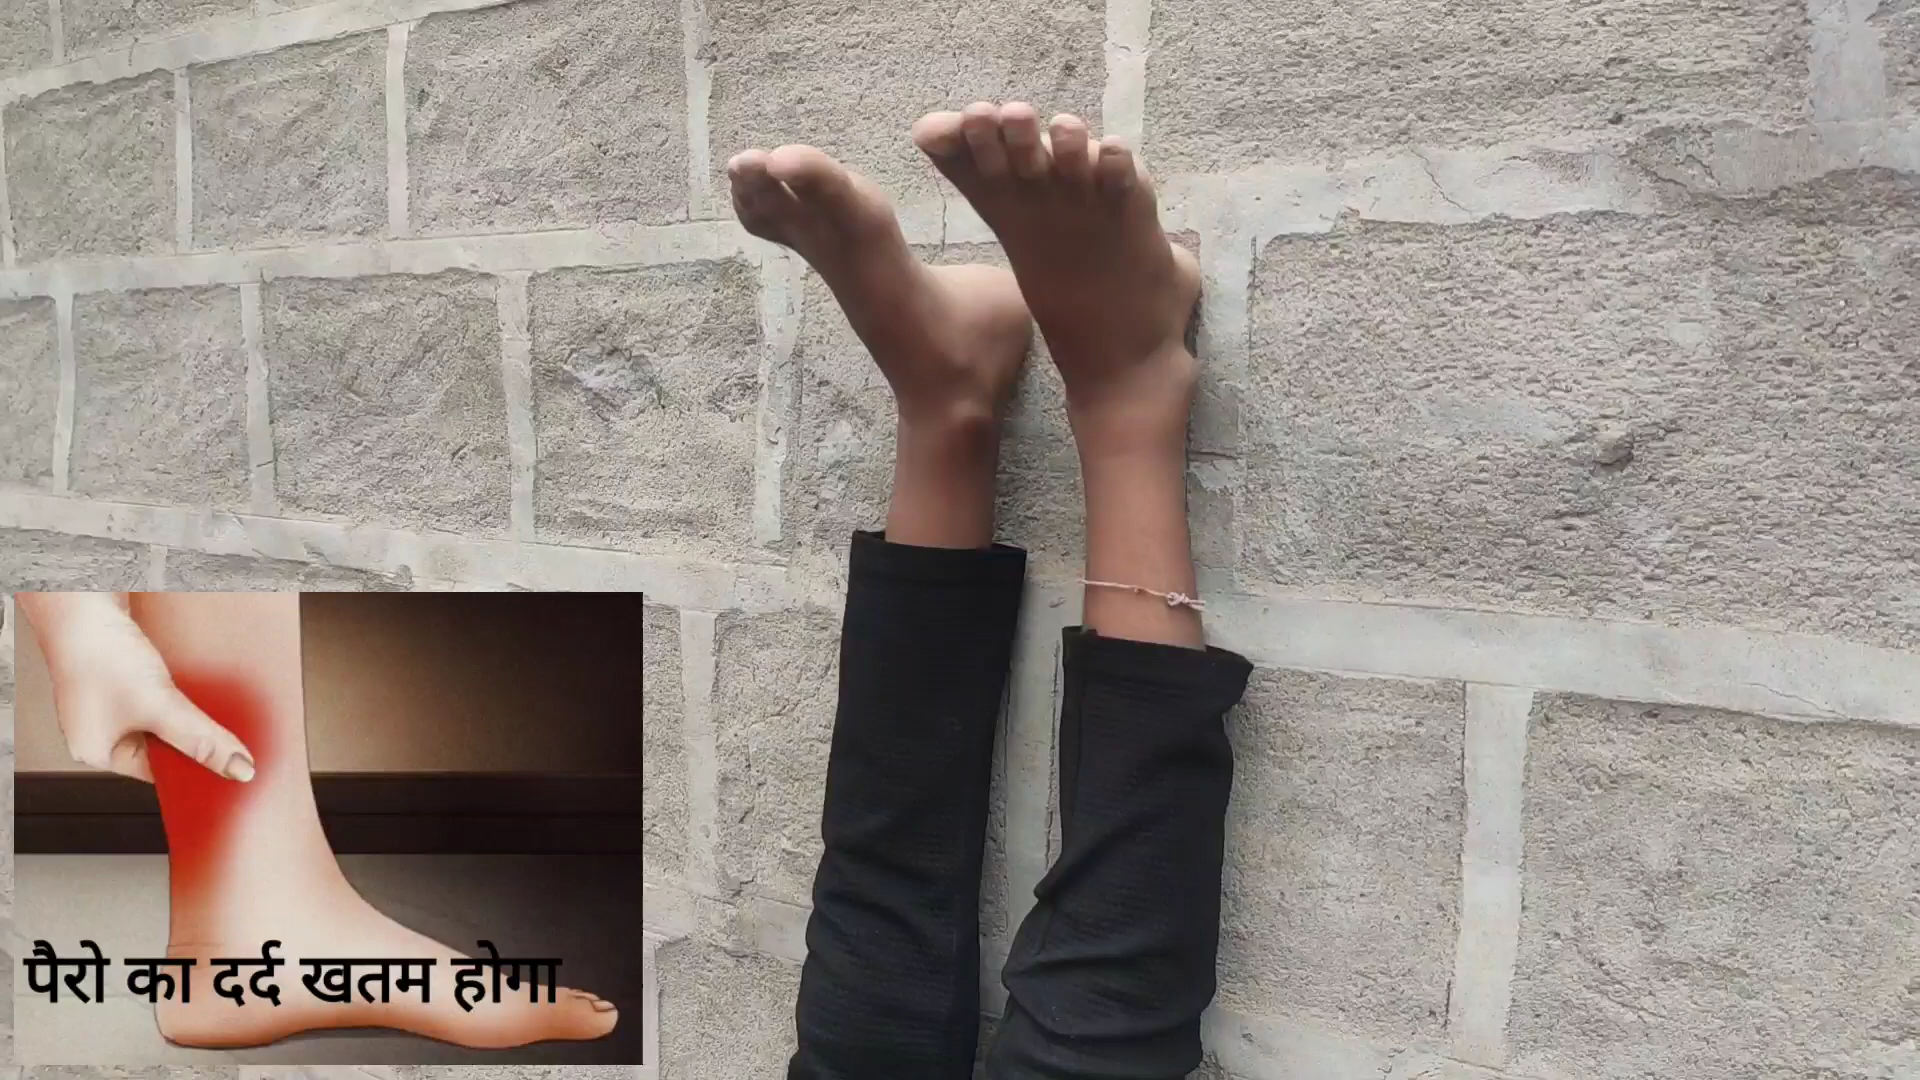 पैरो का दर्द खतम होगा